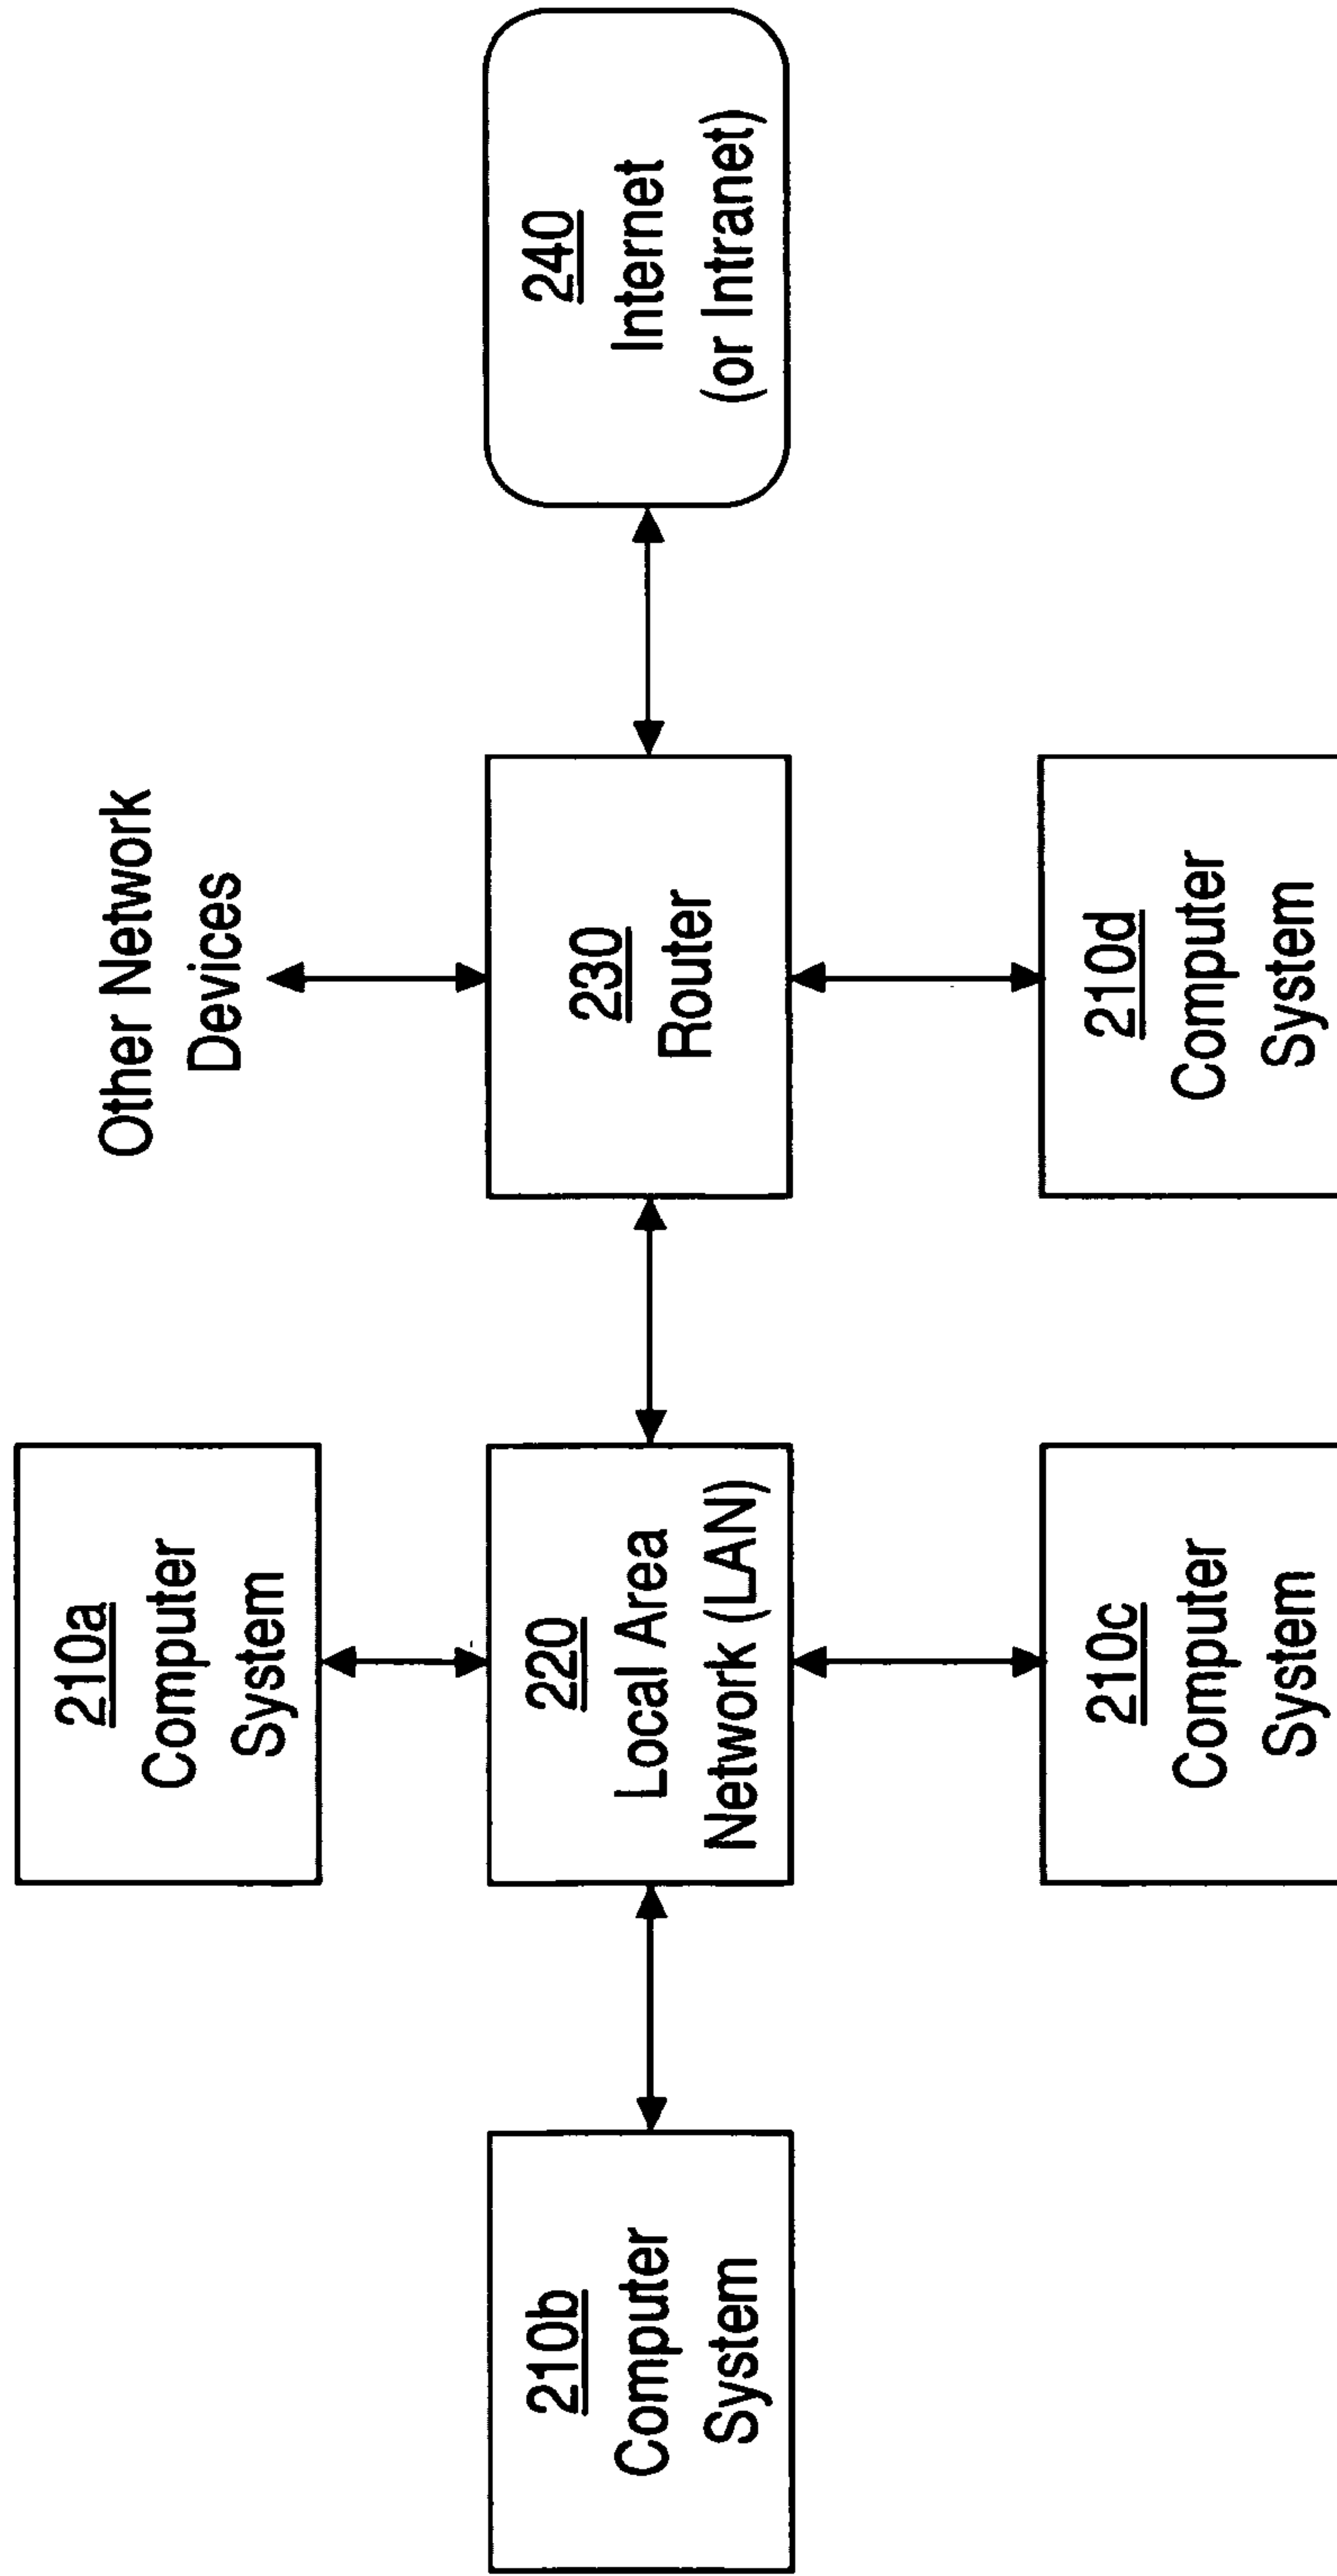 210a
Computer
System
Other Network
Devices
210b
Computer
System
220
Local Area
Network (LAN)
230
Router
240
Internet
(or Intranet)
210c
Computer
System
210d
Computer
System